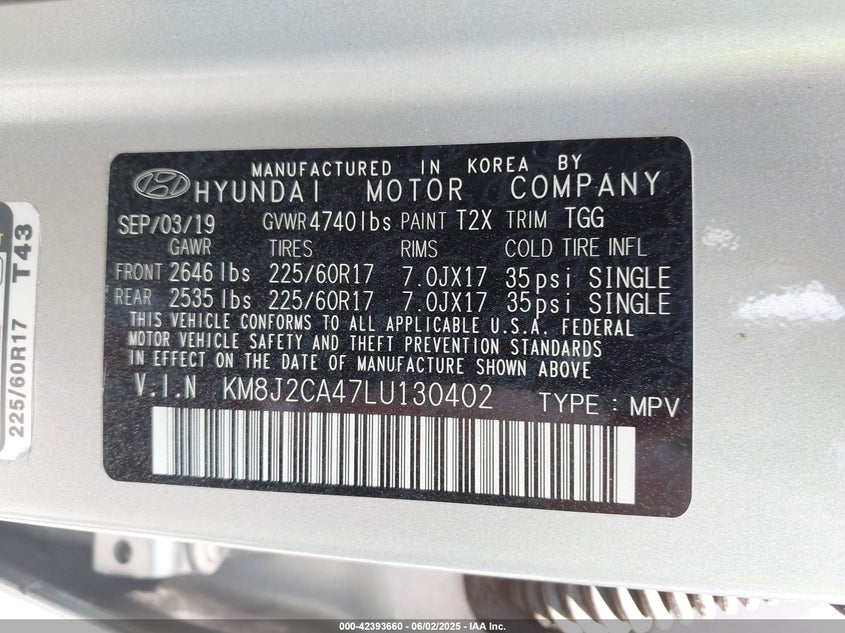 MANUFACTURED IN KOREA BY
HYUNDAI MOTOR COMPANY
SEP/03/19 GVWR 4740lbs PAINT T2X TRIM TGG
GAWR TIRES RIMS COLD TIRE INFL
FRONT 2646 lbs 225/60R17 7.0JX17 35psi SINGLE
REAR 2535 lbs 225/60R17 7.0JX17 35psi SINGLE
THIS VEHICLE CONFORMS TO ALL APPLICABLE U.S.A. FEDERAL
MOTOR VEHICLE SAFETY AND THEFT PREVENTION STANDARDS
IN EFFECT ON THE DATE OF MANUFACTURE SHOWN ABOVE
V.I.N KM8J2CA47LU130402 TYPE : MPV
225/60R17 T43
000-42393660 - 06/02/2025 - IAA Inc.